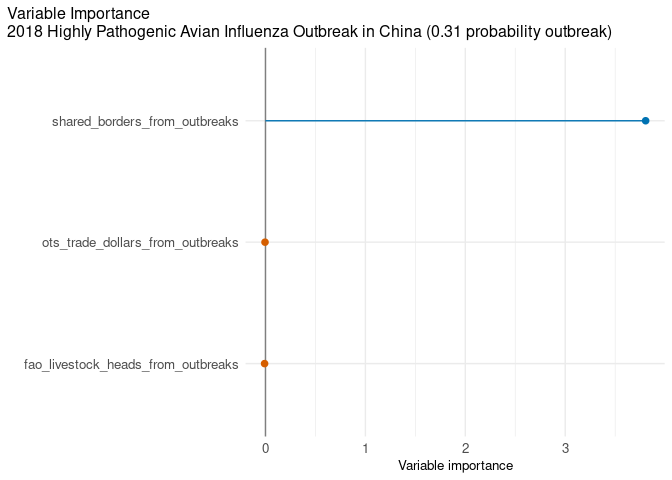 Variable Importance
2018 Highly Pathogenic Avian Influenza Outbreak in China (0.31 probability outbreak)
shared_borders_from_outbreaks
ots_trade_dollars_from_outbreaks
fao_livestock_heads_from_outbreaks
0 1 2 3
Variable importance